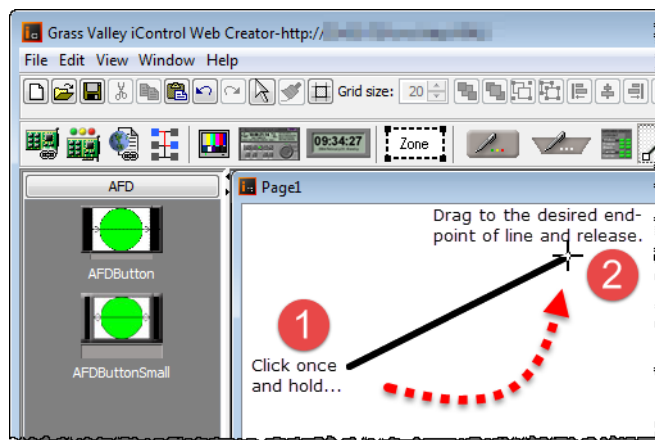 Grass Valley iControl Web Creator-http://
File Edit View Window Help
Grid size: 20
09:34:27
Zone
AFD
Page1
AFDButton
AFDButtonSmall
Drag to the desired end-
point of line and release.
2
1
Click once
and hold...